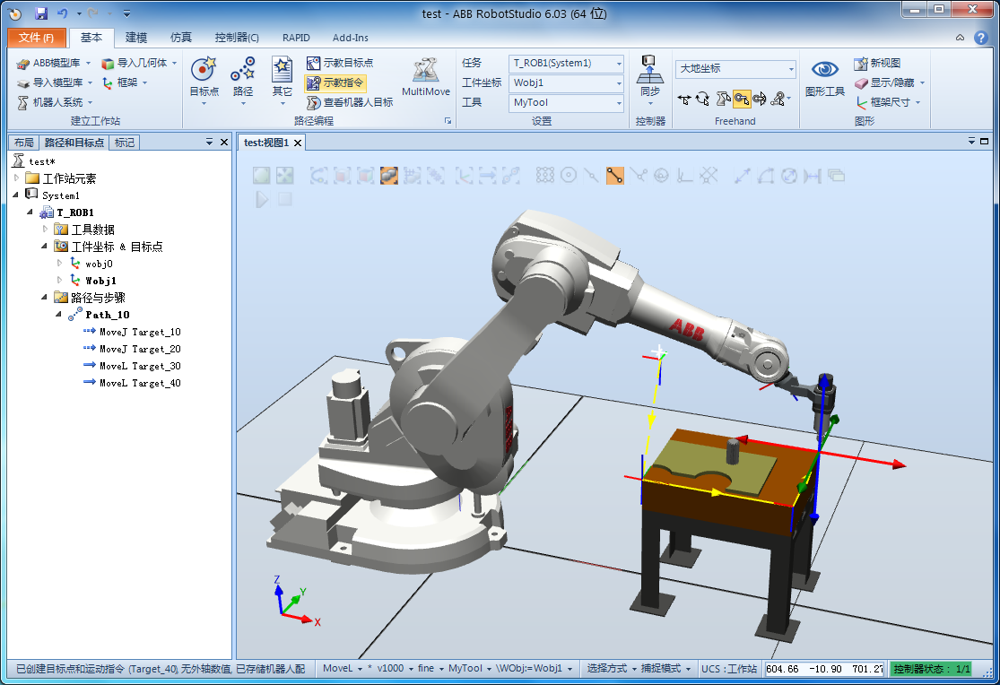 test - ABB RobotStudio 6.03 (64 位)
文件(F) 基本 建模 仿真 控制器(C) RAPID Add-Ins
ABB模型库 导入几何体
导入模型库 框架
机器人系统
建立工作站
目标点 路径 其它
示教目标点
示教指令
查看机器人目标
MultiMove
路径编程
任务 T_ROB1(System1)
工件坐标 Wobj1
工具 MyTool
设置
同步
控制器
大地坐标
Freehand
图形工具
新视图
显示/隐藏
框架尺寸
图形
布局 路径和目标点 标记
test:视图1
test*
工作站元素
System1
T_ROB1
工具数据
工件坐标 & 目标点
wobj0
Wobj1
路径与步骤
Path_10
MoveJ Target_10
MoveJ Target_20
MoveL Target_30
MoveL Target_40
ABB
ABB
Z
Y
X
已创建目标点和运动指令 (Target_40), 无外轴数值, 已存储机器人配 MoveL * v1000 fine MyTool \WObj:=Wobj1 选择方式 捕捉模式 UCS : 工作站 604.66 -10.90 701.27 控制器状态： 1/1